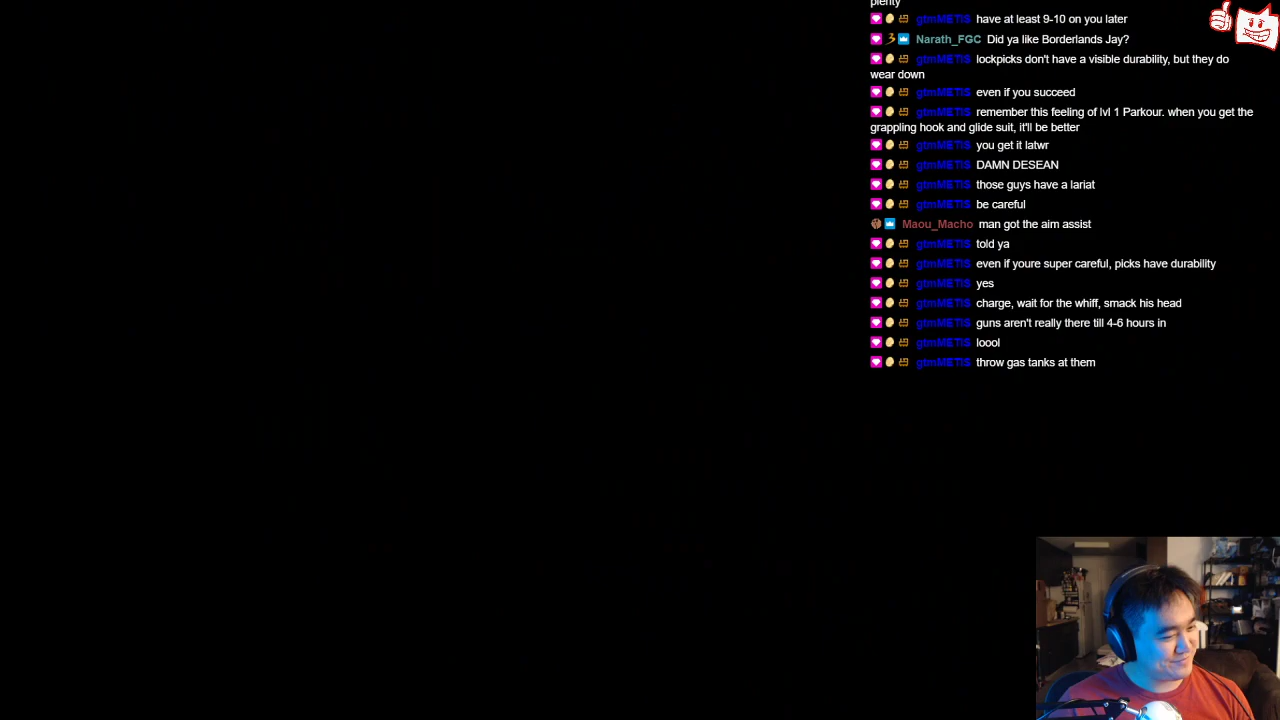 plenty
gtmMETIS have at least 9-10 on you later
Narath_FGC Did ya like Borderlands Jay?
gtmMETIS lockpicks don't have a visible durability, but they do
wear down
gtmMETIS even if you succeed
gtmMETIS remember this feeling of lvl 1 Parkour. when you get the
grappling hook and glide suit, it'll be better
gtmMETIS you get it latwr
gtmMETIS DAMN DESEAN
gtmMETIS those guys have a lariat
gtmMETIS be careful
Maou_Macho man got the aim assist
gtmMETIS told ya
gtmMETIS even if youre super careful, picks have durability
gtmMETIS yes
gtmMETIS charge, wait for the whiff, smack his head
gtmMETIS guns aren't really there till 4-6 hours in
gtmMETIS loool
gtmMETIS throw gas tanks at them